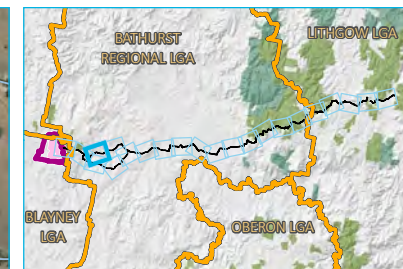 BATHURST
REGIONAL LGA
LITHGOW LGA
BLAYNEY
LGA
OBERON LGA